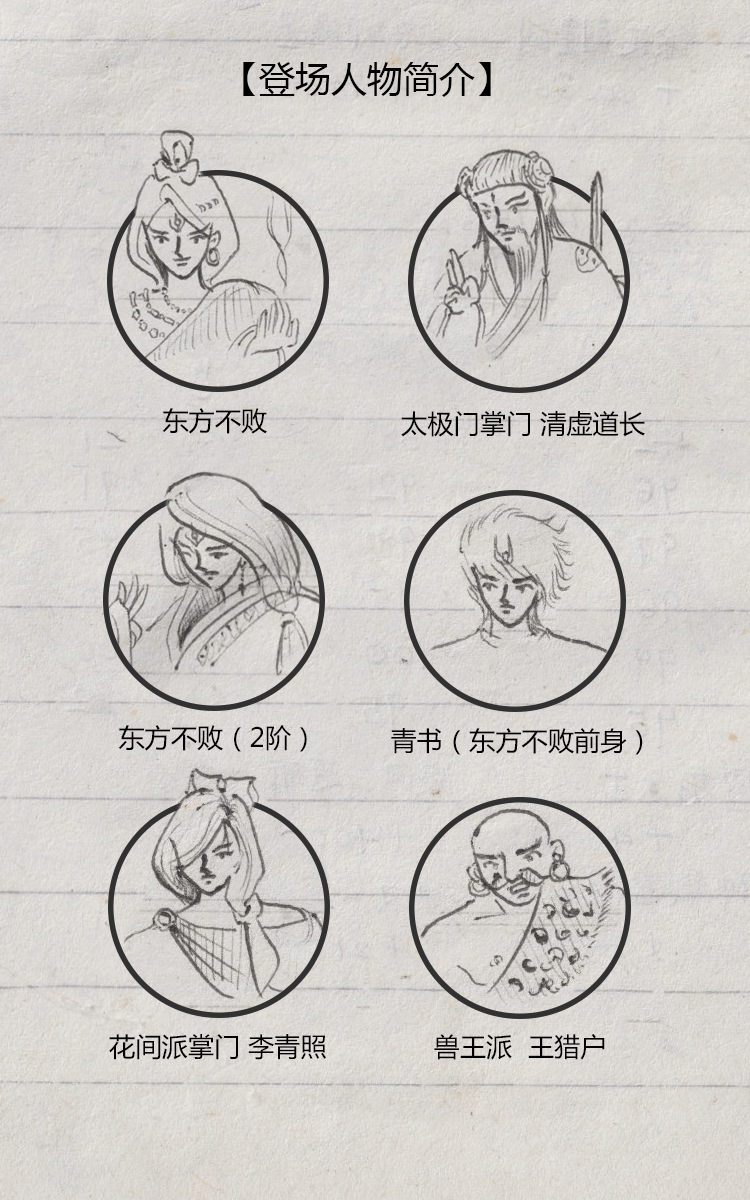 【登场人物简介】
东方不败
太极门掌门 清虚道长
东方不败（2阶）
青书（东方不败前身）
花间派掌门 李青照
兽王派 王猎户